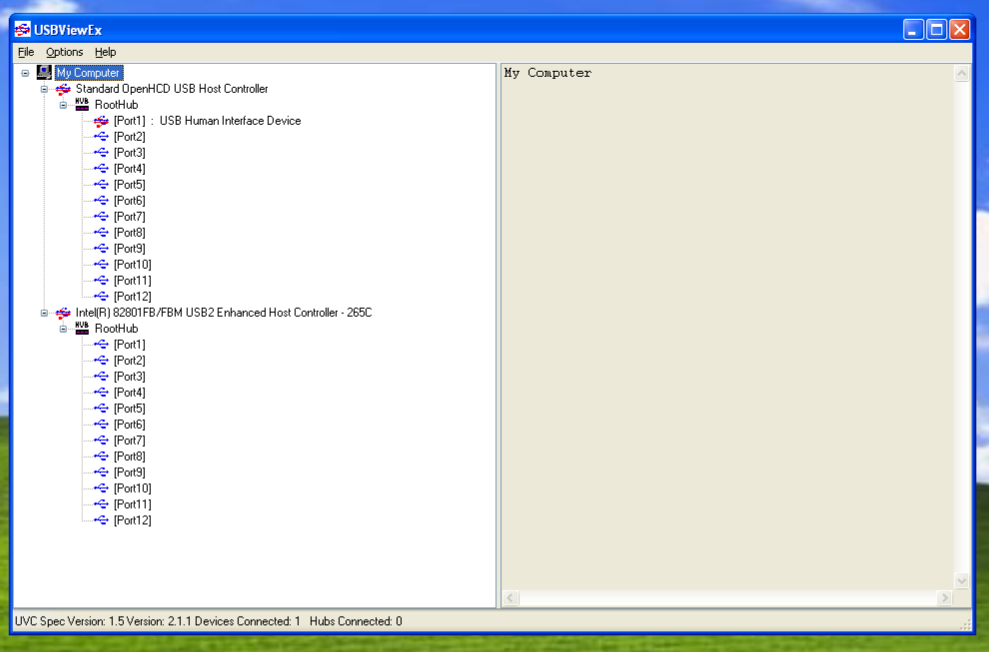 USBViewEx
File Options Help
My Computer
Standard OpenHCD USB Host Controller
HUB RootHub
[Port1] : USB Human Interface Device
[Port2]
[Port3]
[Port4]
[Port5]
[Port6]
[Port7]
[Port8]
[Port9]
[Port10]
[Port11]
[Port12]
Intel(R) 82801FB/FBM USB2 Enhanced Host Controller - 265C
HUB RootHub
[Port1]
[Port2]
[Port3]
[Port4]
[Port5]
[Port6]
[Port7]
[Port8]
[Port9]
[Port10]
[Port11]
[Port12]
My Computer
UVC Spec Version: 1.5 Version: 2.1.1 Devices Connected: 1 Hubs Connected: 0